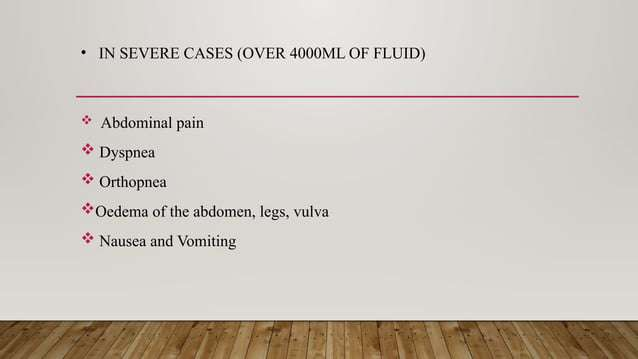 • IN SEVERE CASES (OVER 4000ML OF FLUID)
❖ Abdominal pain
❖ Dyspnea
❖ Orthopnea
❖Oedema of the abdomen, legs, vulva
❖ Nausea and Vomiting